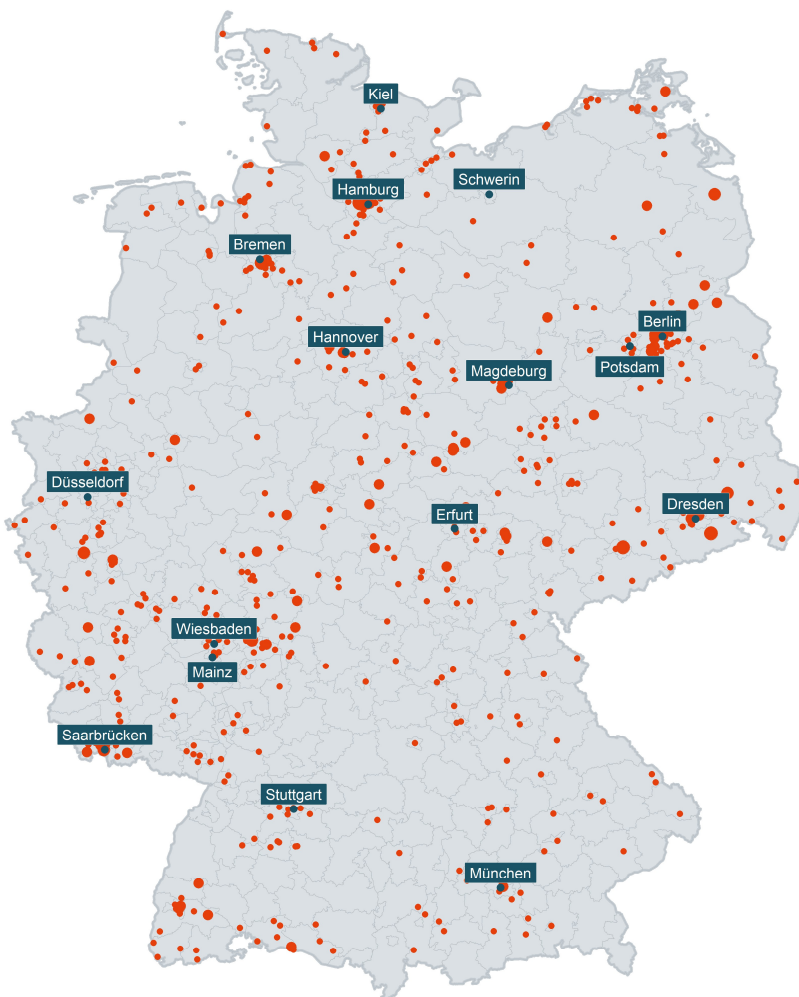 Kiel
Schwerin
Hamburg
Bremen
Berlin
Hannover
Potsdam
Magdeburg
Düsseldorf
Dresden
Erfurt
Wiesbaden
Mainz
Saarbrücken
Stuttgart
München